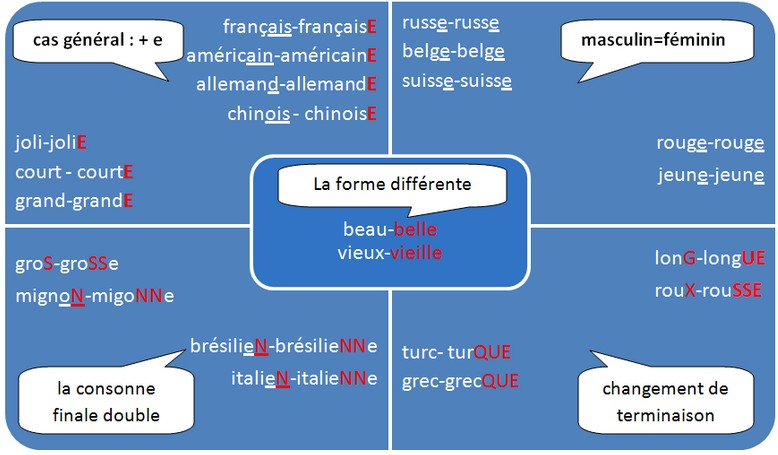 cas général : + e
français-françaisE
américain-américainE
allemand-allemandE
chinois - chinoisE
joli-joliE
court - courtE
grand-grandE
russe-russe
belge-belge
suisse-suisse
masculin=féminin
rouge-rouge
jeune-jeune
La forme différente
beau-belle
vieux-vieille
groS-groSSe
mignoN-migoNNe
brésilieN-brésilieNNe
italieN-italieNNe
la consonne
finale double
lonG-longUE
rouX-rouSSE
turc- turQUE
grec-grecQUE
changement de
terminaison